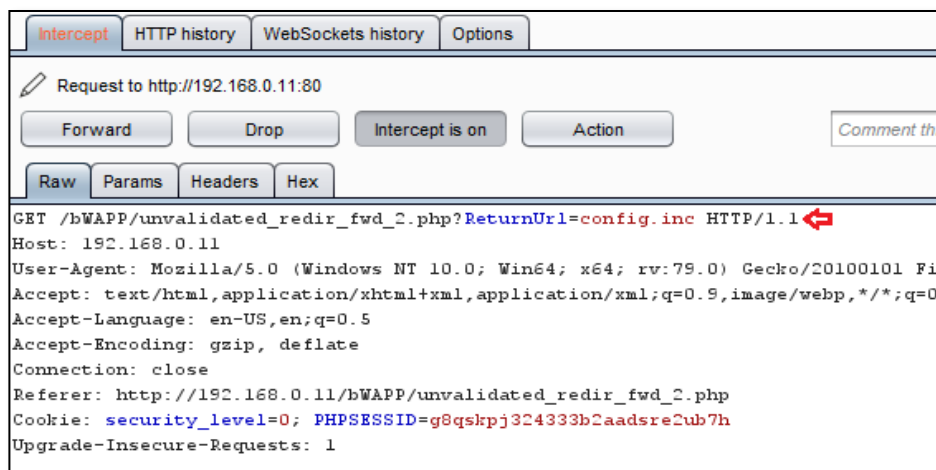 Intercept HTTP history WebSockets history Options
Request to http://192.168.0.11:80
Forward Drop Intercept is on Action Comment th
Raw Params Headers Hex
GET /bWAPP/unvalidated_redir_fwd_2.php?ReturnUrl=config.inc HTTP/1.1
Host: 192.168.0.11
User-Agent: Mozilla/5.0 (Windows NT 10.0; Win64; x64; rv:79.0) Gecko/20100101 Fi
Accept: text/html,application/xhtml+xml,application/xml;q=0.9,image/webp,*/*;q=0
Accept-Language: en-US,en;q=0.5
Accept-Encoding: gzip, deflate
Connection: close
Referer: http://192.168.0.11/bWAPP/unvalidated_redir_fwd_2.php
Cookie: security_level=0; PHPSESSID=g8qskpj324333b2aadsre2ub7h
Upgrade-Insecure-Requests: 1